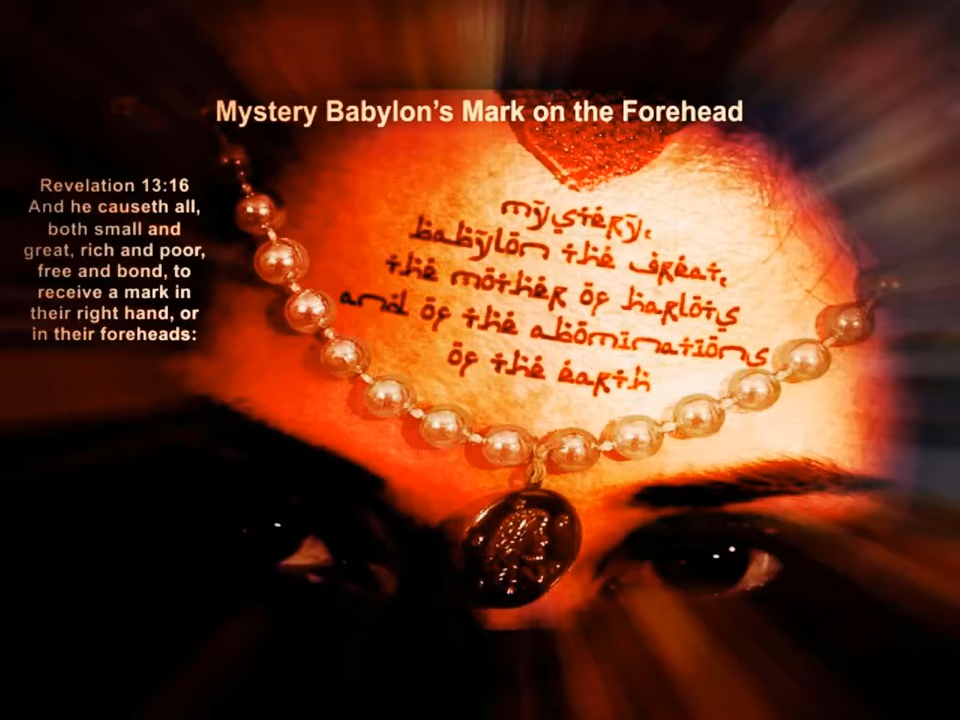 Mystery Babylon's Mark on the Forehead
Revelation 13:16
And he causeth all,
both small and
great, rich and poor,
free and bond, to
receive a mark in
their right hand, or
in their foreheads:
mystery,
babylon the great,
the mother of harlots
and of the abominations
of the earth